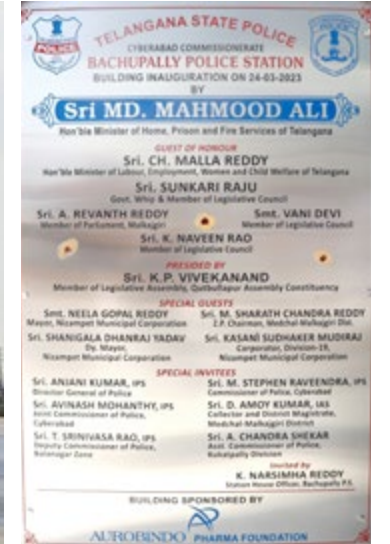 TELANGANA STATE POLICE
CYBERABAD COMMISSIONERATE
BACHUPALLY POLICE STATION
BUILDING INAUGURATION ON 24-03-2023
BY
Sri MD. MAHMOOD ALI
Hon'ble Minister of Home, Prison and Fire Services of Telangana
GUEST OF HONOUR
Sri. CH. MALLA REDDY
Hon'ble Minister of Labour, Employment, Women and Child Welfare of Telangana
Sri. SUNKARI RAJU
Govt. Whip & Member of Legislative Council
Sri. A. REVANTH REDDY
Member of Parliament, Malkajgiri
Smt. VANI DEVI
Member of Legislative Council
Sri. K. NAVEEN RAO
Member of Legislative Council
PRESIDED BY
Sri. K.P. VIVEKANAND
Member of Legislative Assembly, Qutbullapur Assembly Constituency
SPECIAL GUESTS
Smt. NEELA GOPAL REDDY
Mayor, Nizampet Municipal Corporation
Sri. M. SHARATH CHANDRA REDDY
Z.P. Chairman, Medchal-Malkajgiri Dist.
Sri. SHANIGALA DHANRAJ YADAV
Dy. Mayor,
Nizampet Municipal Corporation
Sri. KASANI SUDHAKER MUDIRAJ
Corporator, Division-19,
Nizampet Municipal Corporation
SPECIAL INVITEES
Sri. ANJANI KUMAR, IPS
Director General of Police
Sri. M. STEPHEN RAVEENDRA, IPS
Commissioner of Police, Cyberabad
Sri. AVINASH MOHANTHY, IPS
Joint Commissioner of Police,
Cyberabad
Sri. D. AMOY KUMAR, IAS
Collector and District Magistrate,
Medchal-Malkajgiri District
Sri. T. SRINIVASA RAO, IPS
Deputy Commissioner of Police,
Balanagar Zone
Sri. A. CHANDRA SHEKAR
Asst. Commissioner of Police,
Kukatpally Division
Invited by
K. NARSIMHA REDDY
Station House Officer, Bachupally P.S.
BUILDING SPONSORED BY
AUROBINDO PHARMA FOUNDATION